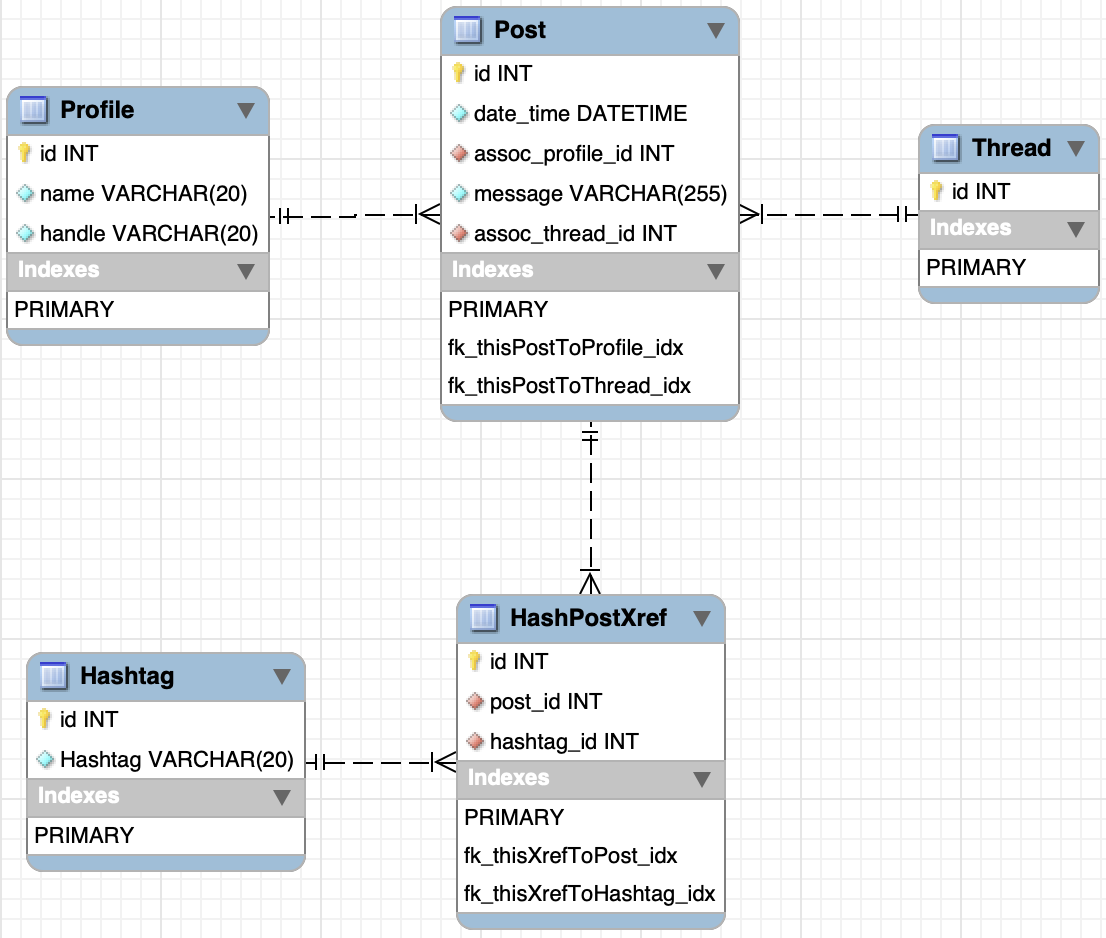 Post
id INT
date_time DATETIME
assoc_profile_id INT
message VARCHAR(255)
assoc_thread_id INT
Indexes
PRIMARY
fk_thisPostToProfile_idx
fk_thisPostToThread_idx
Profile
id INT
name VARCHAR(20)
handle VARCHAR(20)
Indexes
PRIMARY
Thread
id INT
Indexes
PRIMARY
HashPostXref
id INT
post_id INT
hashtag_id INT
Indexes
PRIMARY
fk_thisXrefToPost_idx
fk_thisXrefToHashtag_idx
Hashtag
id INT
Hashtag VARCHAR(20)
Indexes
PRIMARY